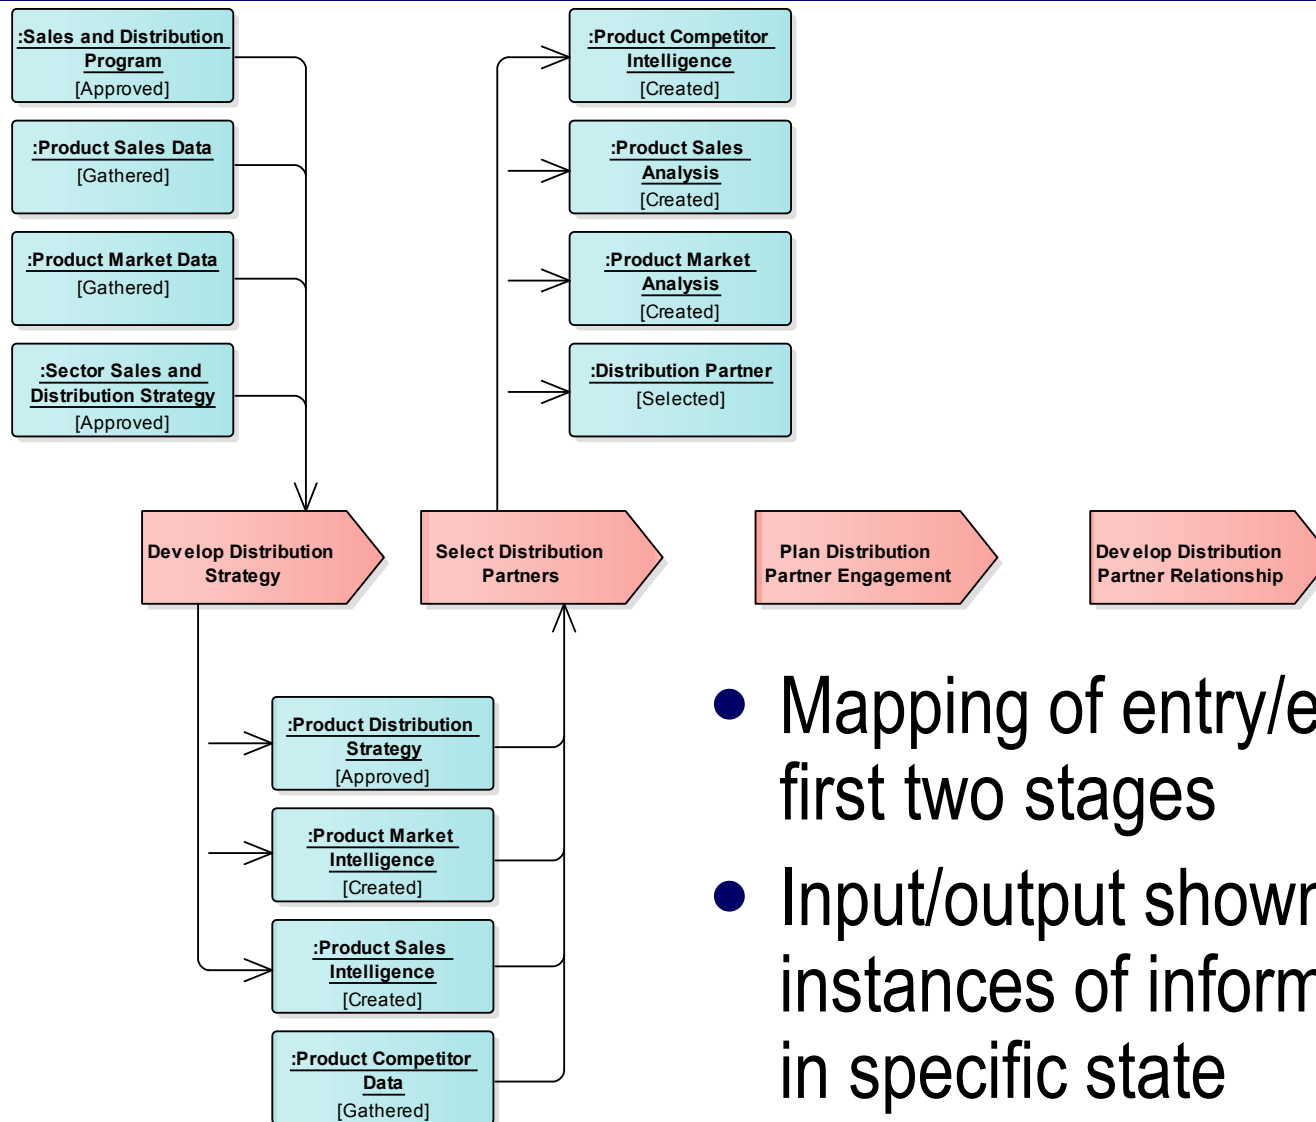 :Sales and Distribution
Program
[Approved]
:Product Sales Data
[Gathered]
:Product Market Data
[Gathered]
:Sector Sales and
Distribution Strategy
[Approved]
:Product Competitor
Intelligence
[Created]
:Product Sales
Analysis
[Created]
:Product Market
Analysis
[Created]
:Distribution Partner
[Selected]
Develop Distribution
Strategy
Select Distribution
Partners
Plan Distribution
Partner Engagement
Develop Distribution
Partner Relationship
:Product Distribution
Strategy
[Approved]
:Product Market
Intelligence
[Created]
:Product Sales
Intelligence
[Created]
:Product Competitor
Data
[Gathered]
• Mapping of entry/e
first two stages
• Input/output shown
instances of inform
in specific state